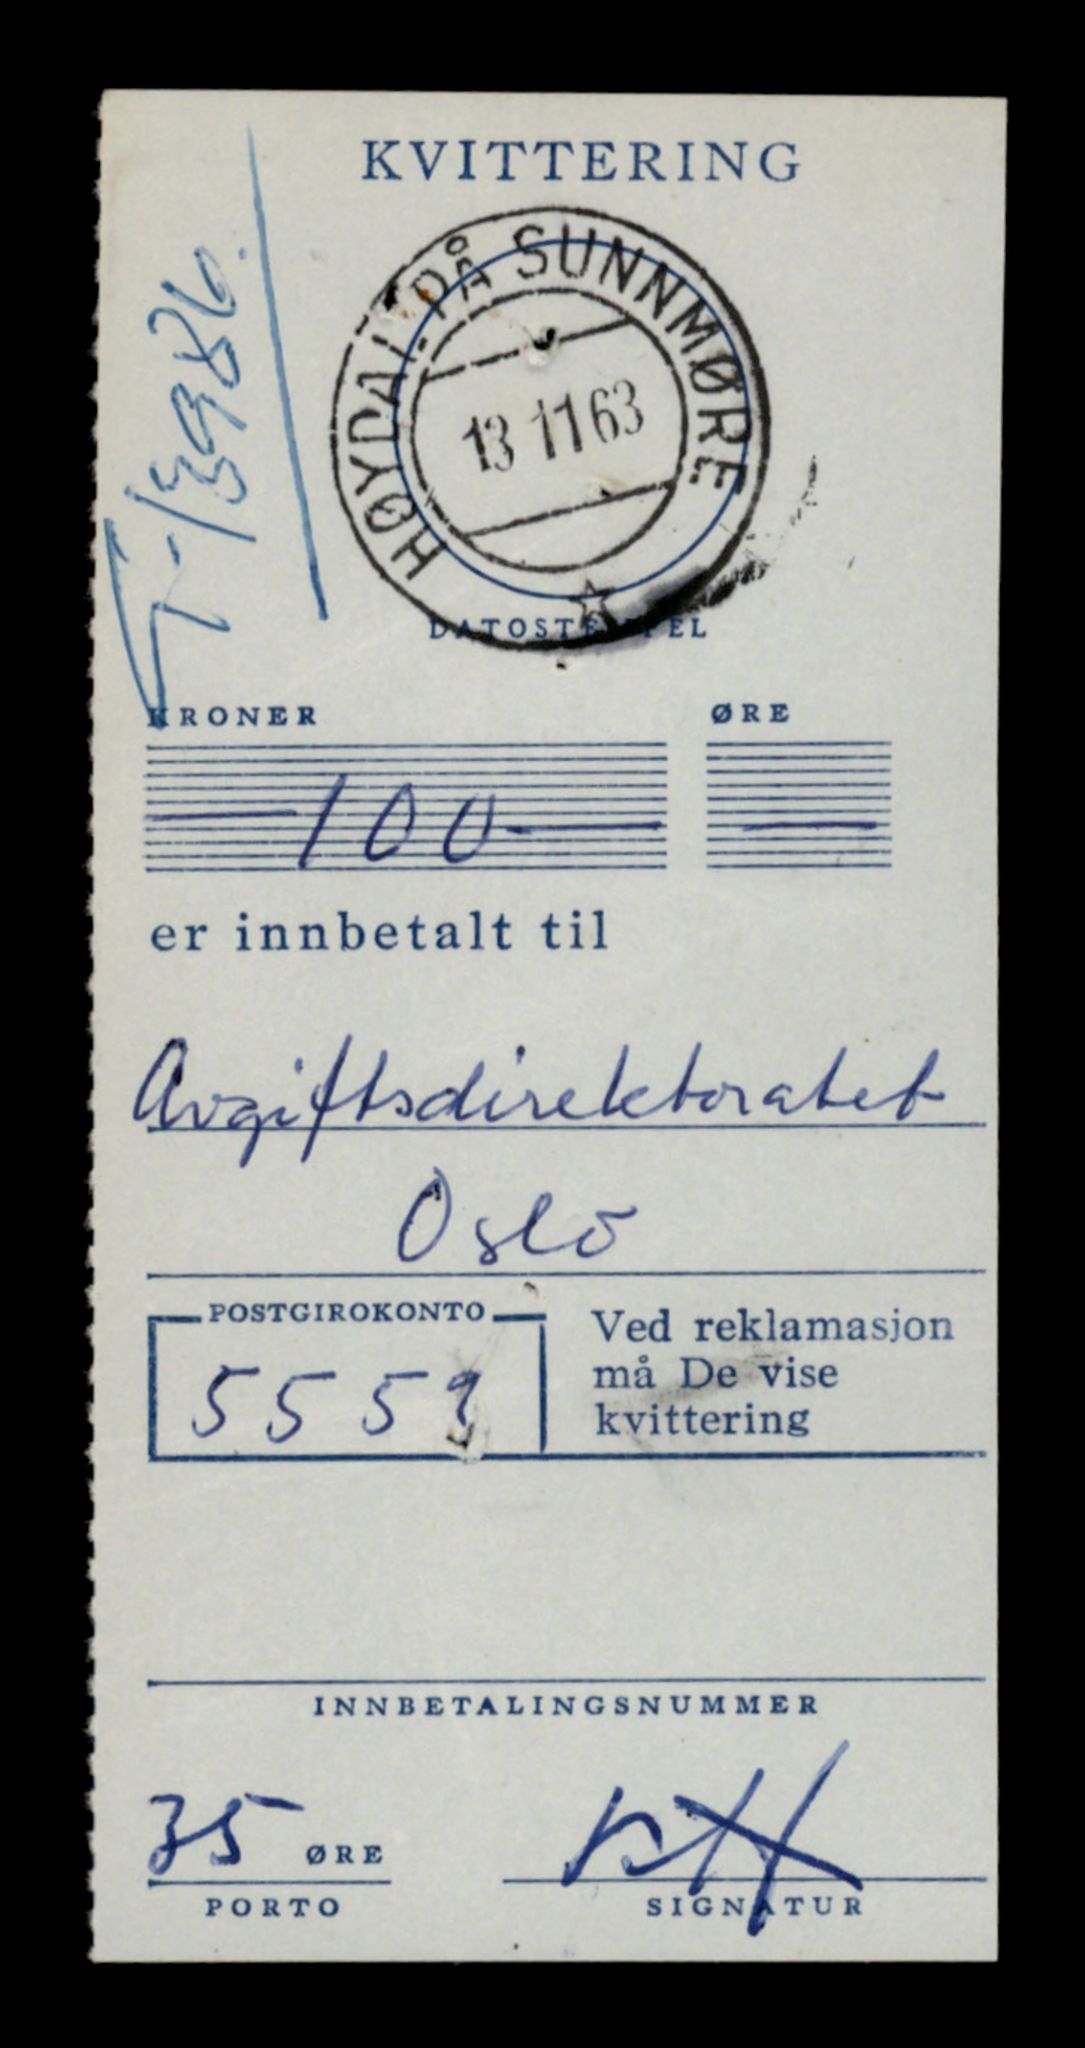 KVITTERING
HØYDAL PÅ SUNNMØRE
13 11 63
DATOSTEMPEL
T-13986.
KRONER ØRE
— 100 — —
er innbetalt til
Avgiftsdirektoratet
Oslo
POSTGIROKONTO
5559
Ved reklamasjon
må De vise
kvittering
INNBETALINGSNUMMER
35 ØRE
PORTO
SIGNATUR